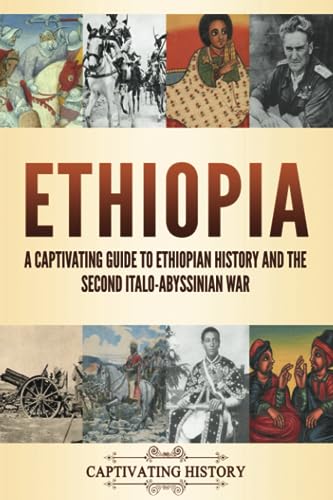 ETHIOPIA
A CAPTIVATING GUIDE TO ETHIOPIAN HISTORY AND THE
SECOND ITALO-ABYSSINIAN WAR
CAPTIVATING HISTORY